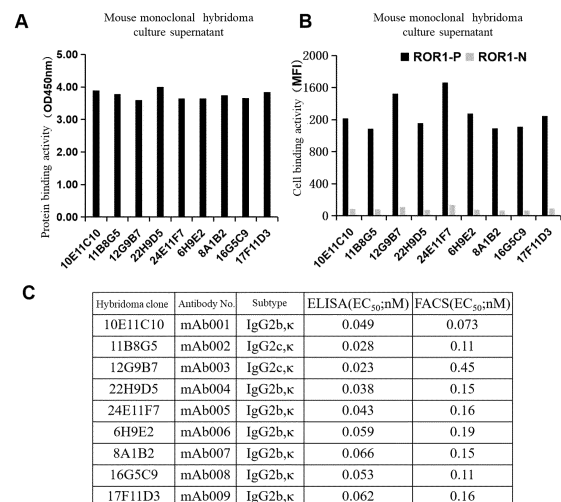 A
Mouse monoclonal hybridoma
culture supernatant
Protein binding activity (OD450nm)
5.00
4.00
3.00
2.00
1.00
0.00
10E11C10
11B8G5
12G9B7
22H9D5
24E11F7
6H9E2
8A1B2
16G5C9
17F11D3
B
Mouse monoclonal hybridoma
culture supernatant
ROR1-P ROR1-N
Cell binding activity (MFI)
2000
1600
1200
800
400
0
10E11C10
11B8G5
12G9B7
22H9D5
24E11F7
6H9E2
8A1B2
16G5C9
17F11D3
C
Hybridoma clone Antibody No. Subtype ELISA(EC50;nM) FACS(EC50;nM)
10E11C10 mAb001 IgG2b,κ 0.049 0.073
11B8G5 mAb002 IgG2c,κ 0.028 0.11
12G9B7 mAb003 IgG2c,κ 0.023 0.45
22H9D5 mAb004 IgG2b,κ 0.038 0.15
24E11F7 mAb005 IgG2b,κ 0.043 0.16
6H9E2 mAb006 IgG2b,κ 0.059 0.19
8A1B2 mAb007 IgG2b,κ 0.066 0.15
16G5C9 mAb008 IgG2b,κ 0.053 0.11
17F11D3 mAb009 IgG2b,κ 0.062 0.16